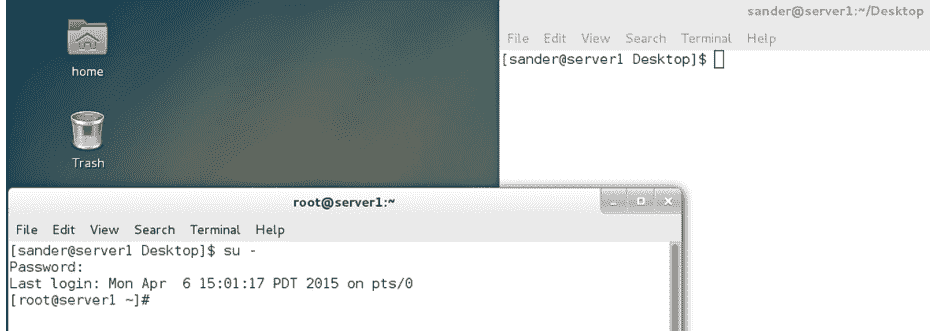 home
Trash
sander@server1:~/Desktop
File Edit View Search Terminal Help
[sander@server1 Desktop]$
root@server1:~
File Edit View Search Terminal Help
[sander@server1 Desktop]$ su -
Password:
Last login: Mon Apr  6 15:01:17 PDT 2015 on pts/0
[root@server1 ~]#